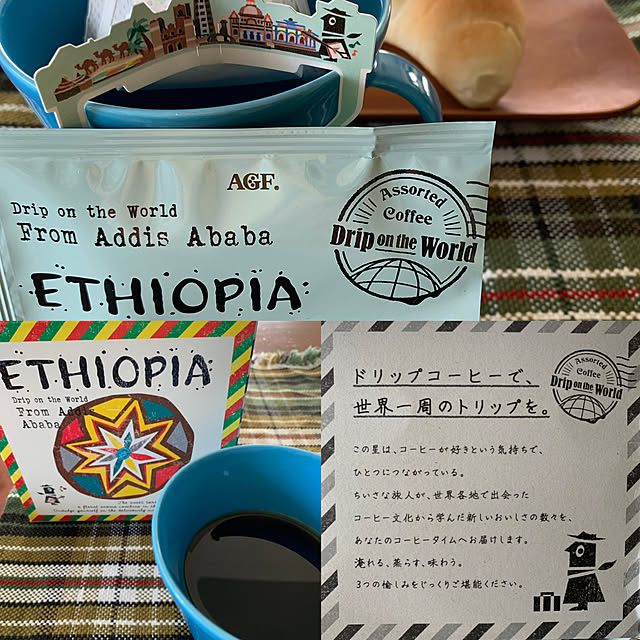 AGF®
Drip on the World
From Addis Ababa
ETHIOPIA
Assorted
Coffee
Drip on the World
ETHIOPIA
Drip on the World
From Addis
Ababa
ドリップコーヒーで、
世界一周のトリップを。
Assorted
Coffee
Drip on the World
この星は、コーヒーが好きという気持ちで、
ひとつにつながっている。
ちいさな旅人が、世界各地で出会った
コーヒー文化から学んだ新しいおいしさの数々を、
あなたのコーヒータイムへお届けします。
淹れる、蒸らす、味わう。
3つの愉しみをじっくりご堪能ください。